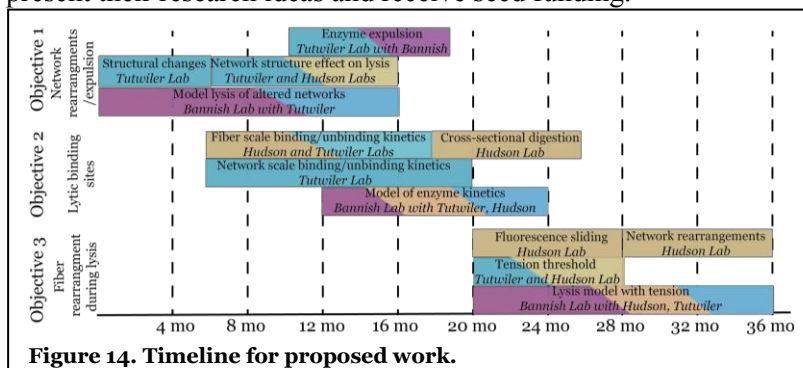 present their research ideas and receive seed funding.
Objective 1
Network
rearrangments
/expulsion
Enzyme expulsion
Tutwiler Lab with Bannish
Structural changes
Tutwiler Lab
Network structure effect on lysis
Tutwiler and Hudson Labs
Model lysis of altered networks
Bannish Lab with Tutwiler
Objective 2
Lytic binding
sites
Fiber scale binding/unbinding kinetics
Hudson and Tutwiler Labs
Cross-sectional digestion
Hudson Lab
Network scale binding/unbinding kinetics
Tutwiler Lab
Model of enzyme kinetics
Bannish Lab with Tutwiler, Hudson
Objective 3
Fiber
rearrangment
during lysis
Fluorescence sliding
Hudson Lab
Network rearrangements
Hudson Lab
Tension threshold
Tutwiler and Hudson Lab
Lysis model with tension
Bannish Lab with Hudson, Tutwiler
4 mo 8 mo 12 mo 16 mo 20 mo 24 mo 28 mo 32 mo 36 mo
Figure 14. Timeline for proposed work.